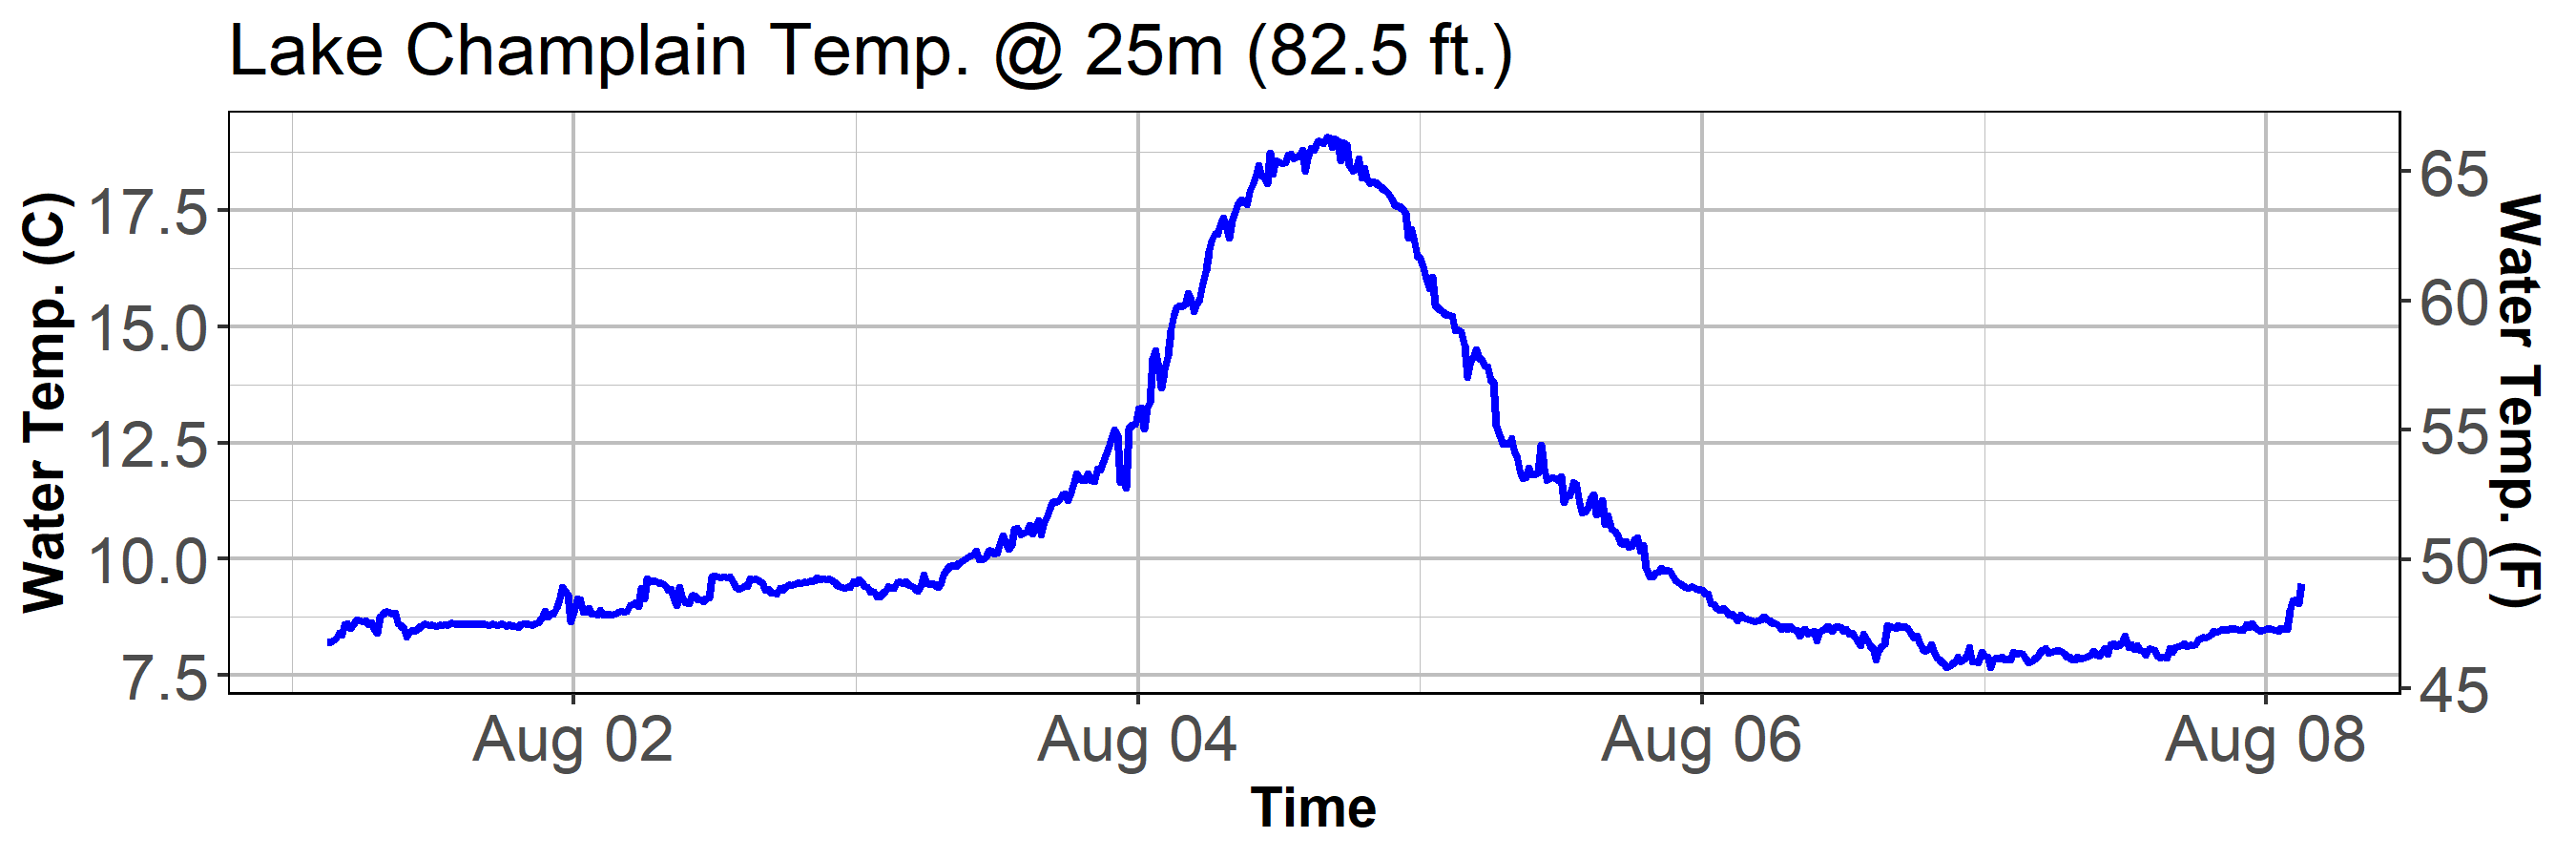 Lake Champlain Temp. @ 25m (82.5 ft.)
Water Temp. (C)
17.5
15.0
12.5
10.0
7.5
65
60
55
50
45
Water Temp. (F)
Aug 02
Aug 04
Aug 06
Aug 08
Time